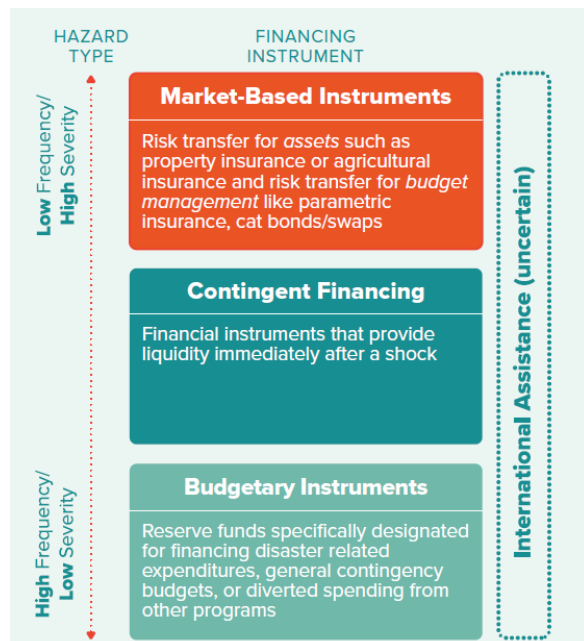 HAZARD
TYPE
FINANCING
INSTRUMENT
Low Frequency/
High Severity
Market-Based Instruments
Risk transfer for assets such as
property insurance or agricultural
insurance and risk transfer for budget
management like parametric
insurance, cat bonds/swaps
Contingent Financing
Financial instruments that provide
liquidity immediately after a shock
High Frequency/
Low Severity
Budgetary Instruments
Reserve funds specifically designated
for financing disaster related
expenditures, general contingency
budgets, or diverted spending from
other programs
International Assistance (uncertain)